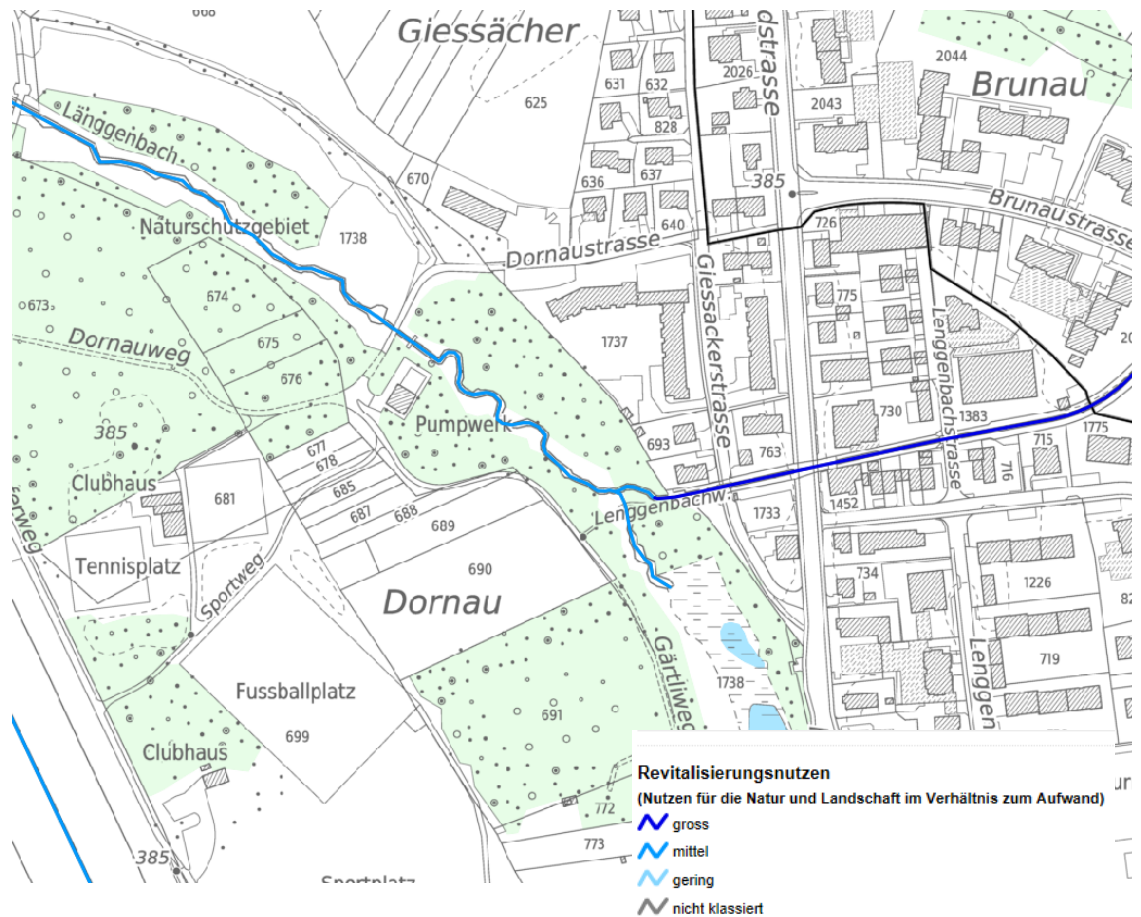 668
Giessächer
625
631
632
828
636
637
640
670
2026
dstrasse
2043
2044
Brunau
385
Brunaustrasse
Länggenbach
Naturschutzgebiet
1738
Dornaustrasse
726
673
674
675
676
Dornauweg
385
Clubhaus
681
Tennisplatz
Sportweg
erweg
677
678
685
687
688
689
690
Pumpwerk
Dornau
1737
Giessackerstrasse
775
Lenggenbachstrasse
730
1383
693
763
715
1775
716
Lenggenbachw.
1733
1452
734
1226
82
719
Lenggen
Gärtliweg
1738
691
Fussballplatz
699
Clubhaus
385
772
773
Sportplatz
Revitalisierungsnutzen
(Nutzen für die Natur und Landschaft im Verhältnis zum Aufwand)
gross
mittel
gering
nicht klassiert